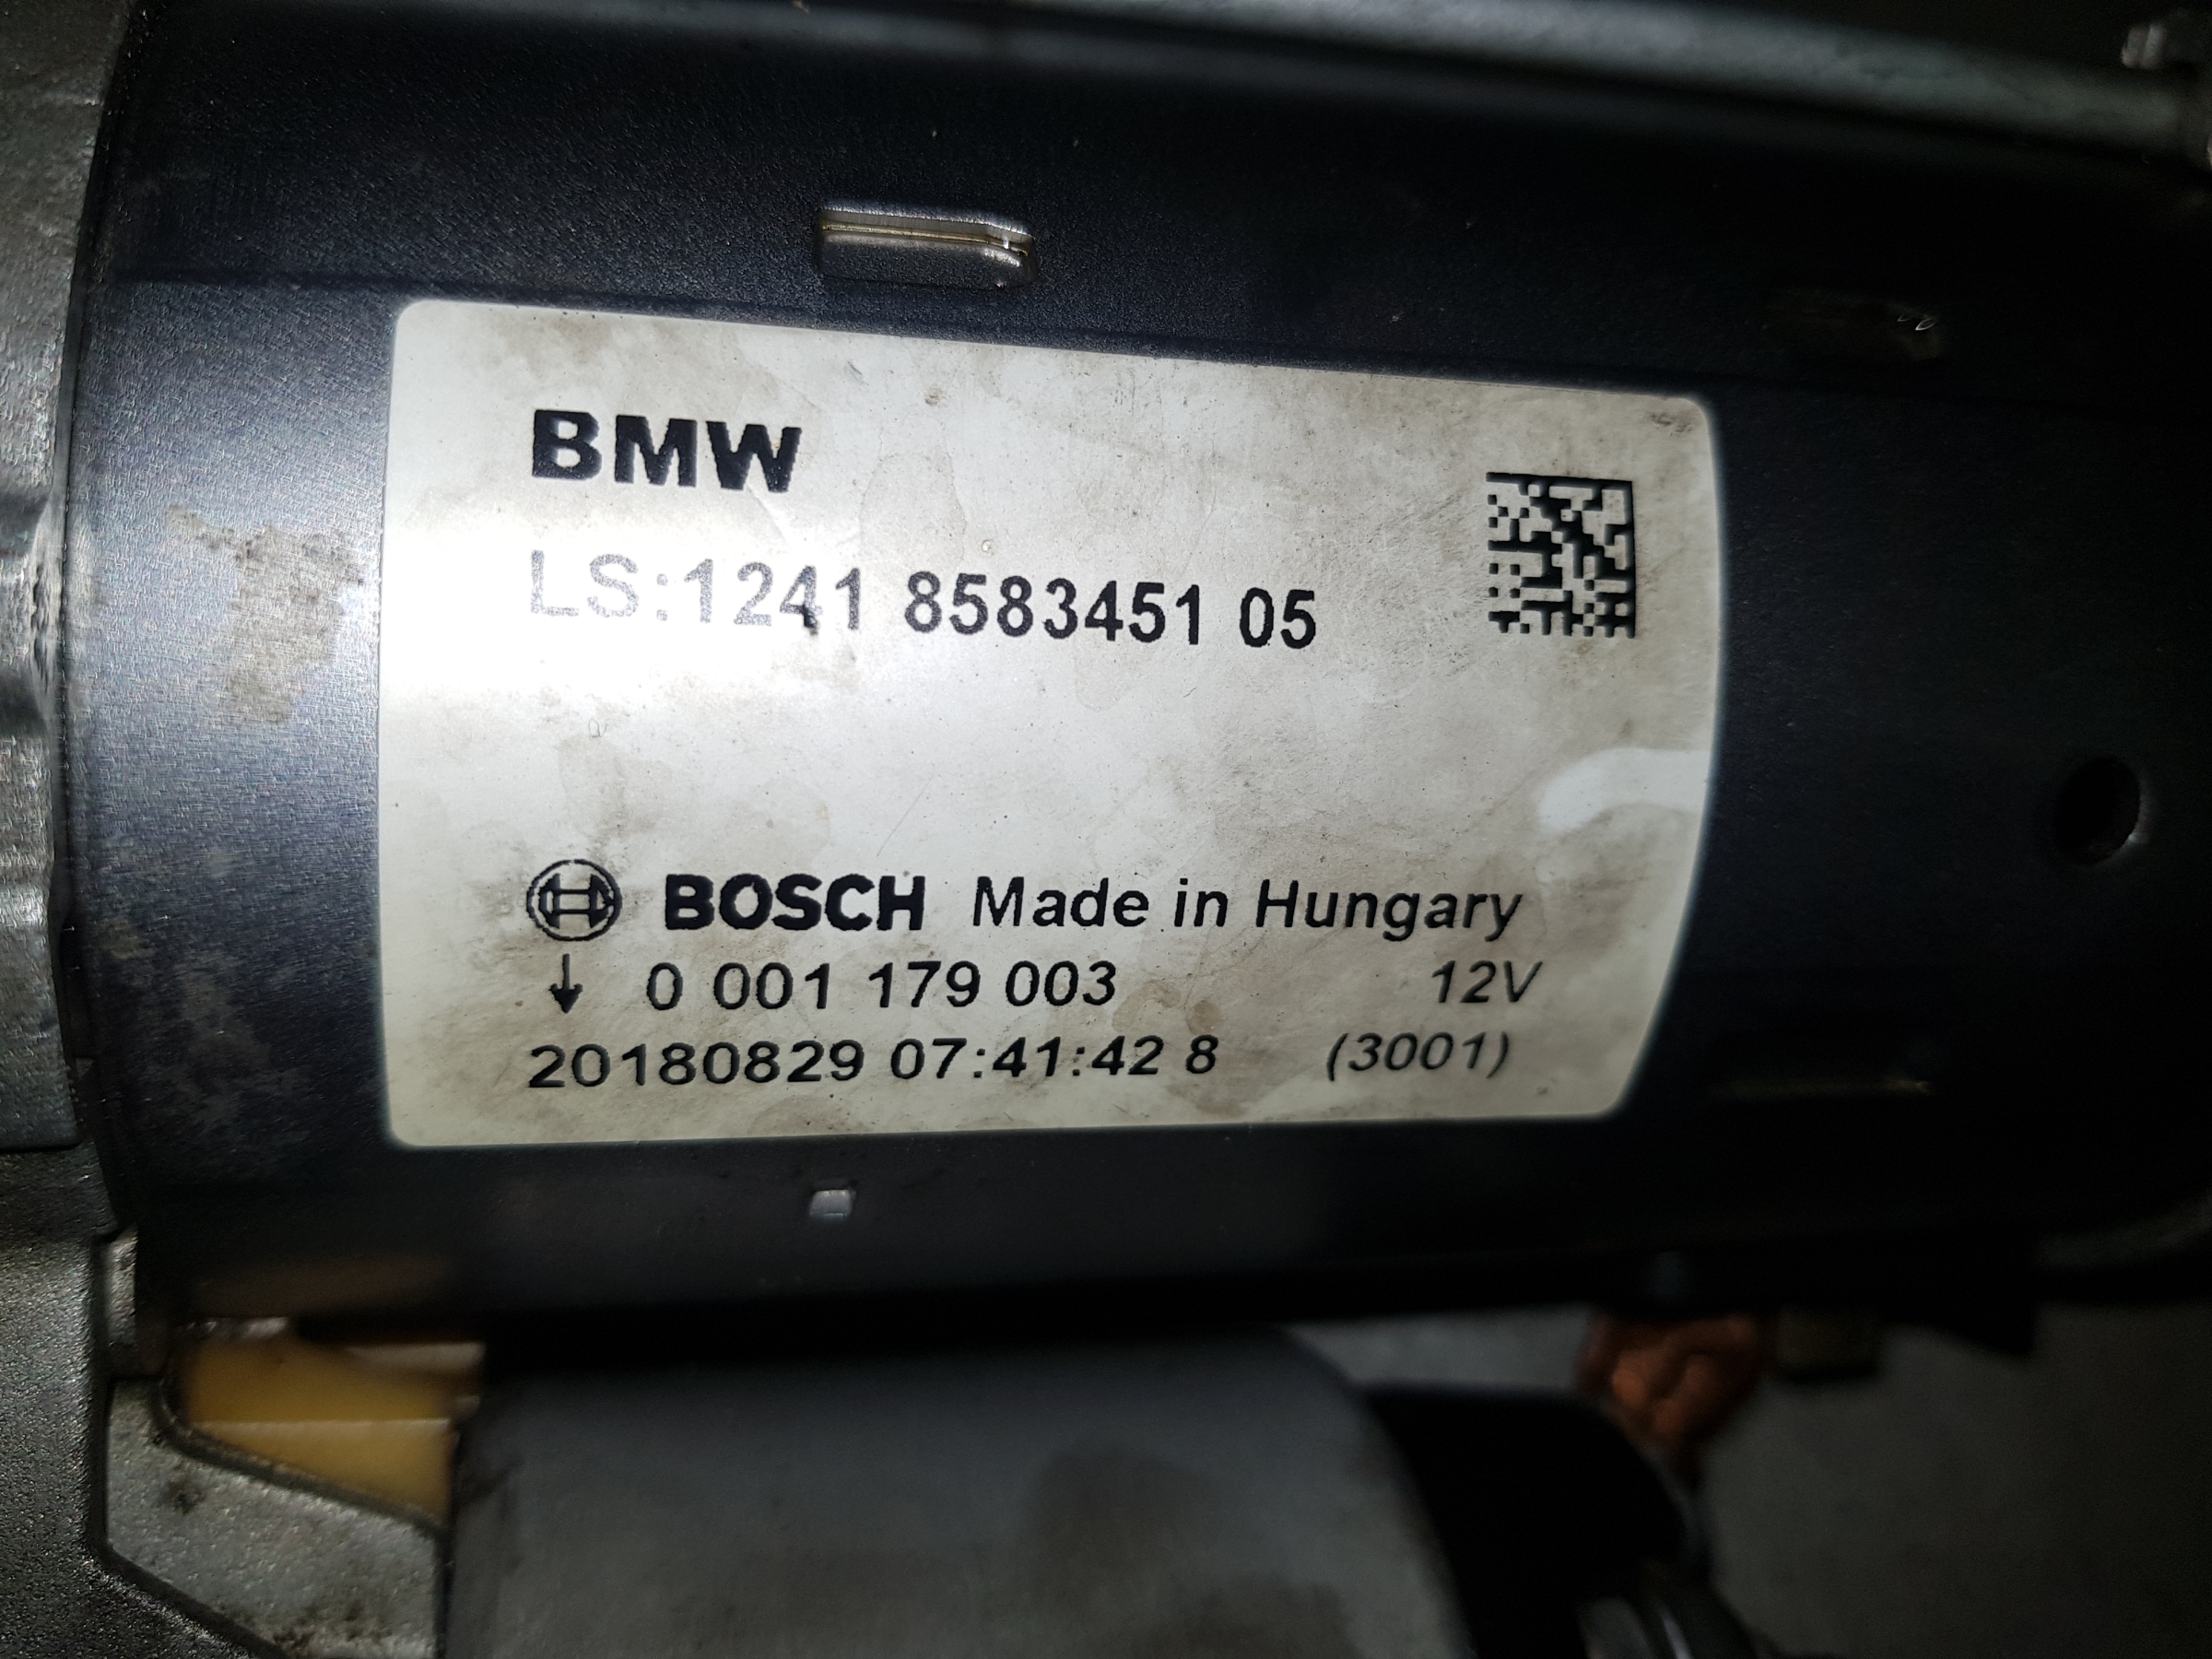 BMW
LS:1241 8583451 05
BOSCH Made in Hungary
↓ 0 001 179 003 12V
20180829 07:41:42 8 (3001)